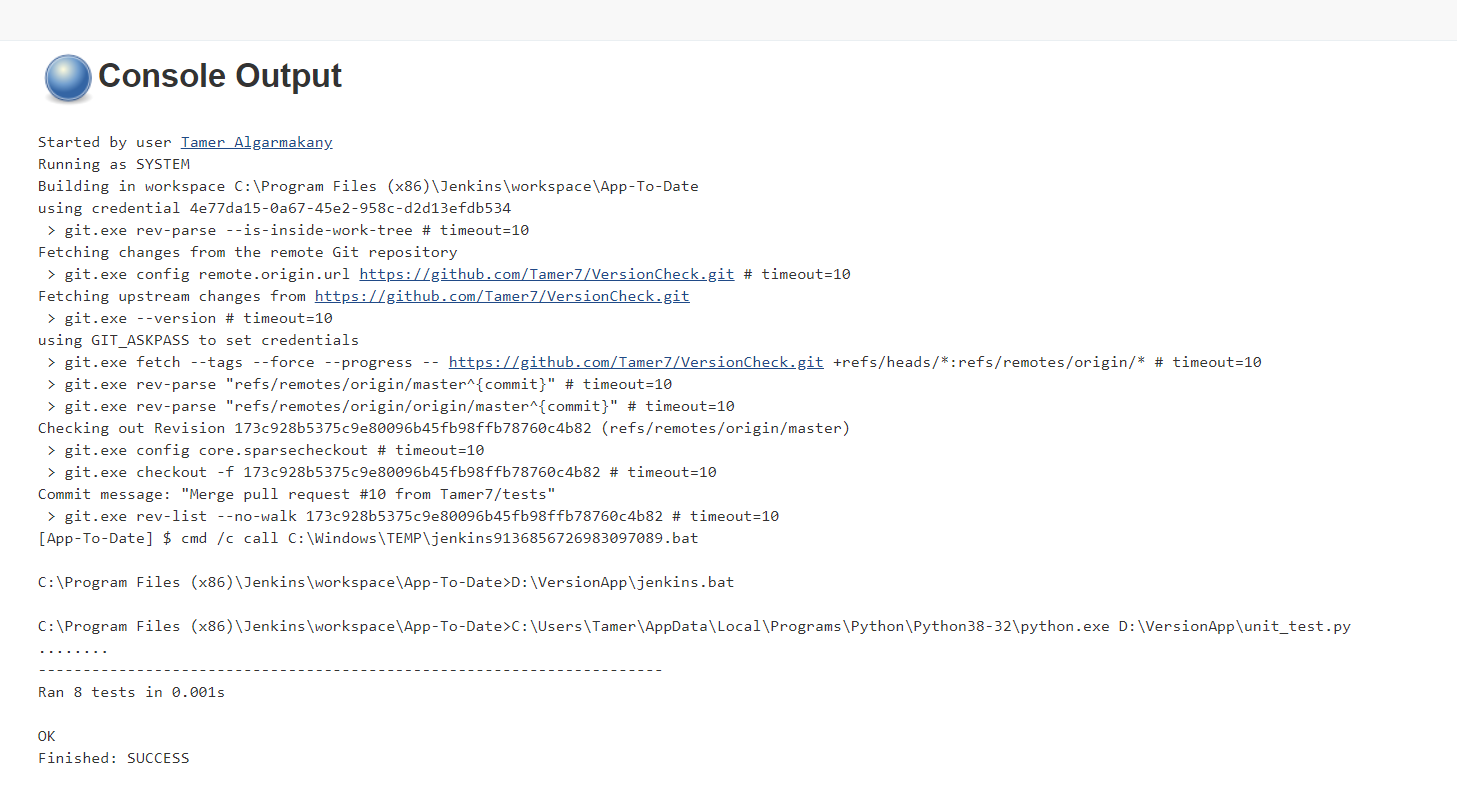 Console Output
Started by user Tamer Algarmakany
Running as SYSTEM
Building in workspace C:\Program Files (x86)\Jenkins\workspace\App-To-Date
using credential 4e77da15-0a67-45e2-958c-d2d13efdb534
 > git.exe rev-parse --is-inside-work-tree # timeout=10
Fetching changes from the remote Git repository
 > git.exe config remote.origin.url https://github.com/Tamer7/VersionCheck.git # timeout=10
Fetching upstream changes from https://github.com/Tamer7/VersionCheck.git
 > git.exe --version # timeout=10
using GIT_ASKPASS to set credentials
 > git.exe fetch --tags --force --progress -- https://github.com/Tamer7/VersionCheck.git +refs/heads/*:refs/remotes/origin/* # timeout=10
 > git.exe rev-parse "refs/remotes/origin/master^{commit}" # timeout=10
 > git.exe rev-parse "refs/remotes/origin/origin/master^{commit}" # timeout=10
Checking out Revision 173c928b5375c9e80096b45fb98ffb78760c4b82 (refs/remotes/origin/master)
 > git.exe config core.sparsecheckout # timeout=10
 > git.exe checkout -f 173c928b5375c9e80096b45fb98ffb78760c4b82 # timeout=10
Commit message: "Merge pull request #10 from Tamer7/tests"
 > git.exe rev-list --no-walk 173c928b5375c9e80096b45fb98ffb78760c4b82 # timeout=10
[App-To-Date] $ cmd /c call C:\Windows\TEMP\jenkins9136856726983097089.bat
C:\Program Files (x86)\Jenkins\workspace\App-To-Date>D:\VersionApp\jenkins.bat
C:\Program Files (x86)\Jenkins\workspace\App-To-Date>C:\Users\Tamer\AppData\Local\Programs\Python\Python38-32\python.exe D:\VersionApp\unit_test.py
........
----------------------------------------------------------------------
Ran 8 tests in 0.001s
OK
Finished: SUCCESS